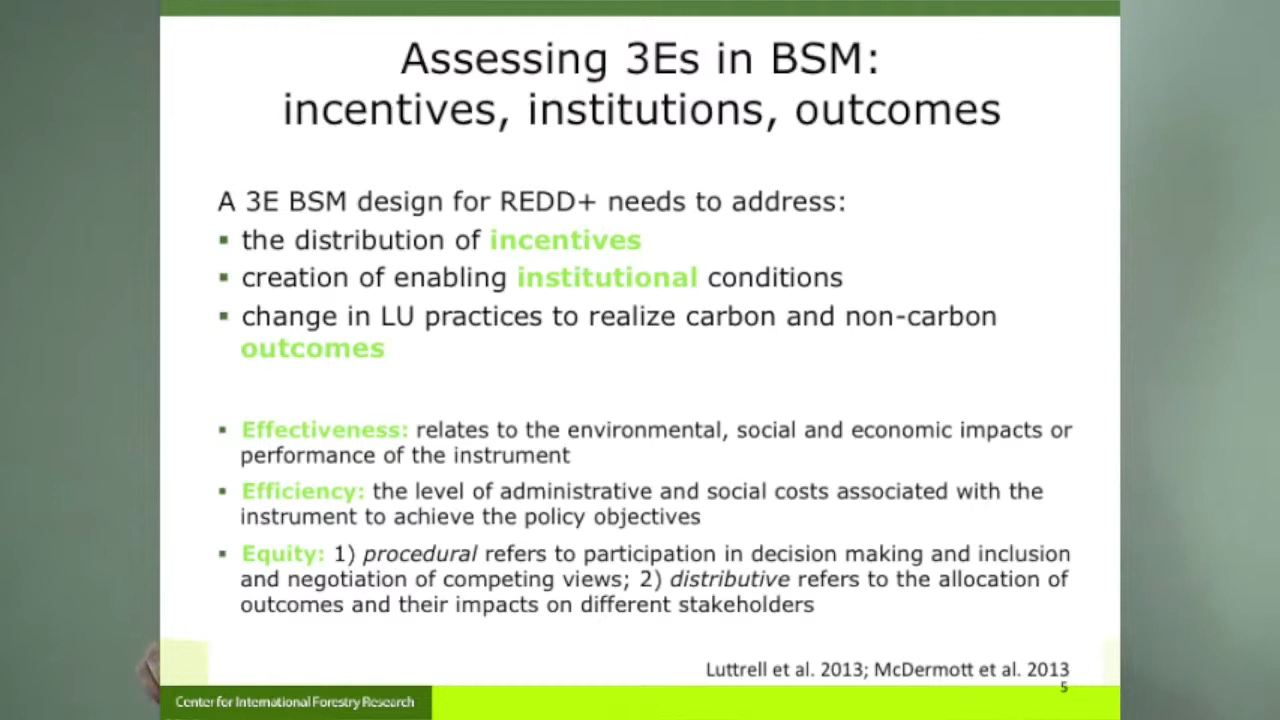 Assessing 3Es in BSM:
incentives, institutions, outcomes
A 3E BSM design for REDD+ needs to address:
▪ the distribution of incentives
▪ creation of enabling institutional conditions
▪ change in LU practices to realize carbon and non-carbon
outcomes
▪ Effectiveness: relates to the environmental, social and economic impacts or
performance of the instrument
▪ Efficiency: the level of administrative and social costs associated with the
instrument to achieve the policy objectives
▪ Equity: 1) procedural refers to participation in decision making and inclusion
and negotiation of competing views; 2) distributive refers to the allocation of
outcomes and their impacts on different stakeholders
Luttrell et al. 2013; McDermott et al. 2013
5
Center for International Forestry Research